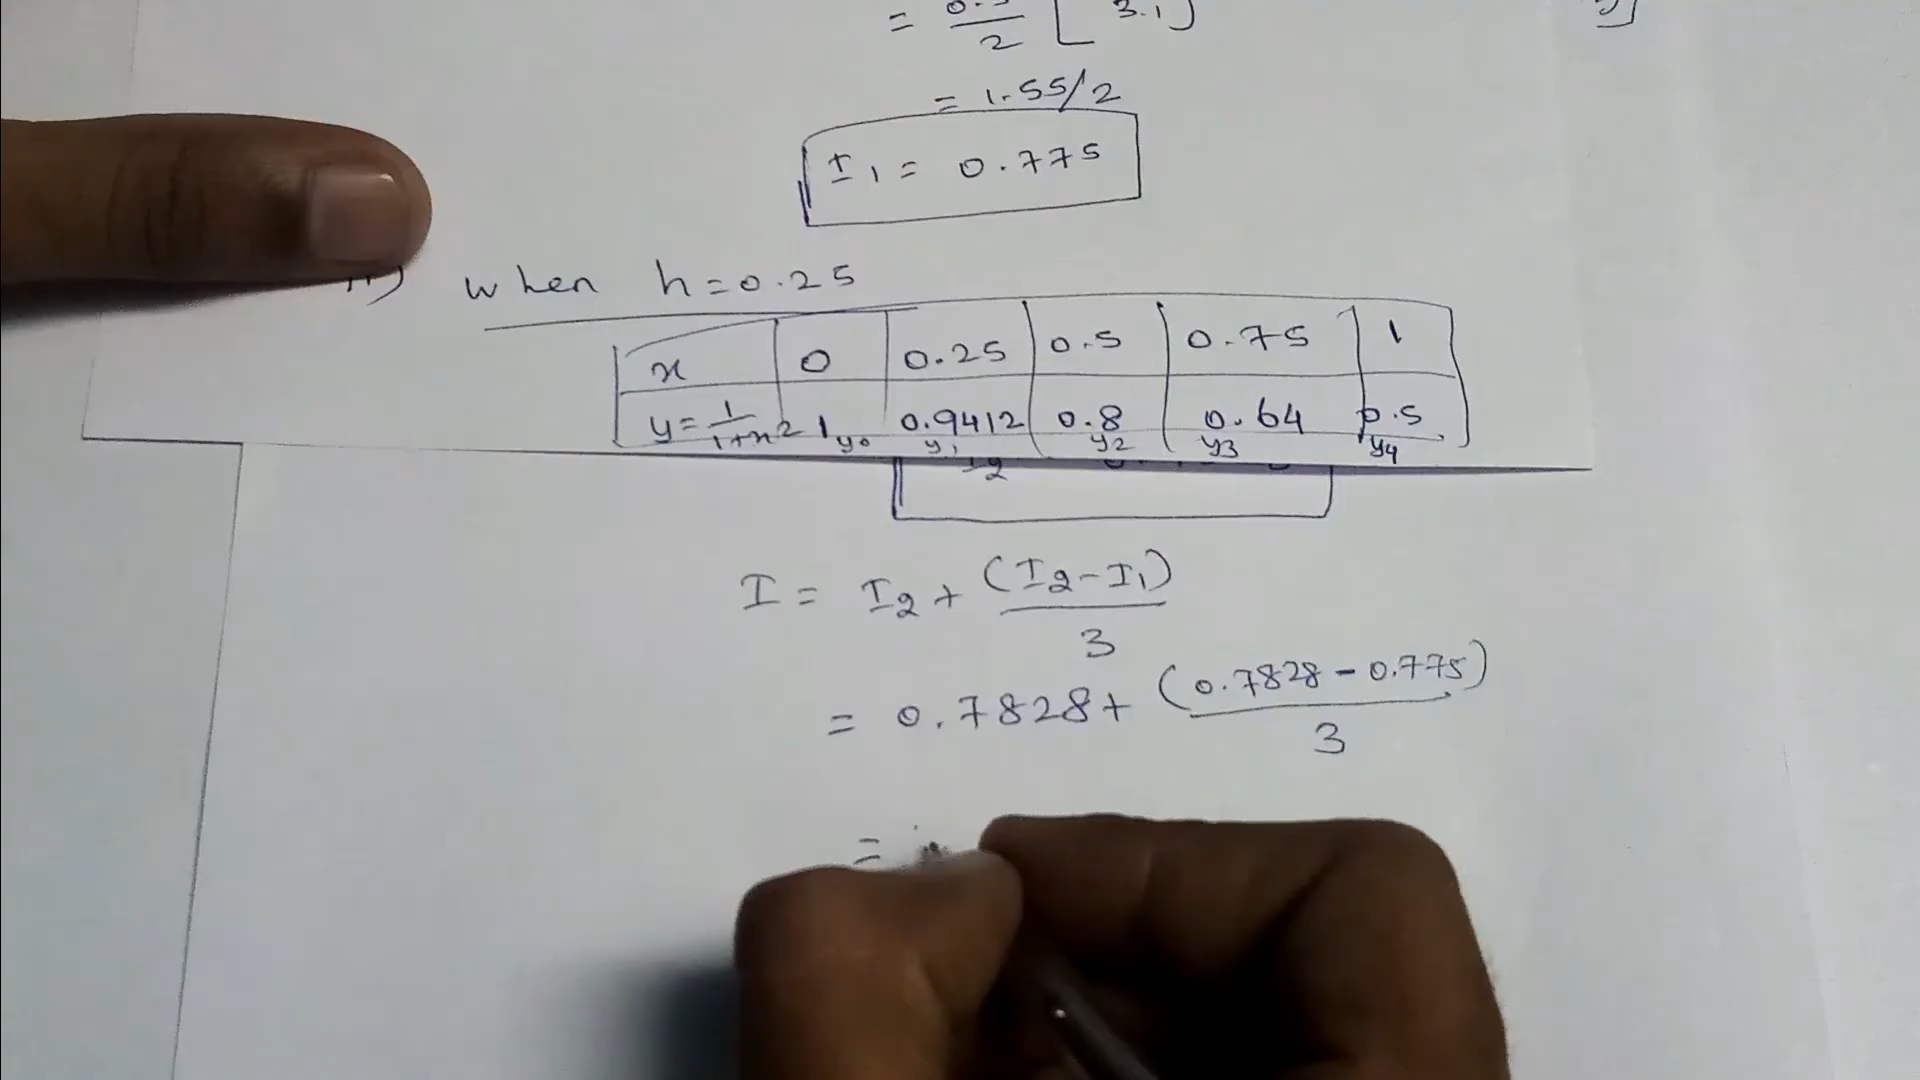 = 0.5/2 [ 3.1 ]
= 1.55/2
I1 = 0.775
when h=0.25
x 0 0.25 0.5 0.75 1
y = 1/1+x² 1 y0 0.9412 y1 0.8 y2 0.64 y3 0.5 y4
I = I2 + (I2-I1)/3
= 0.7828 + (0.7828-0.775)/3
=